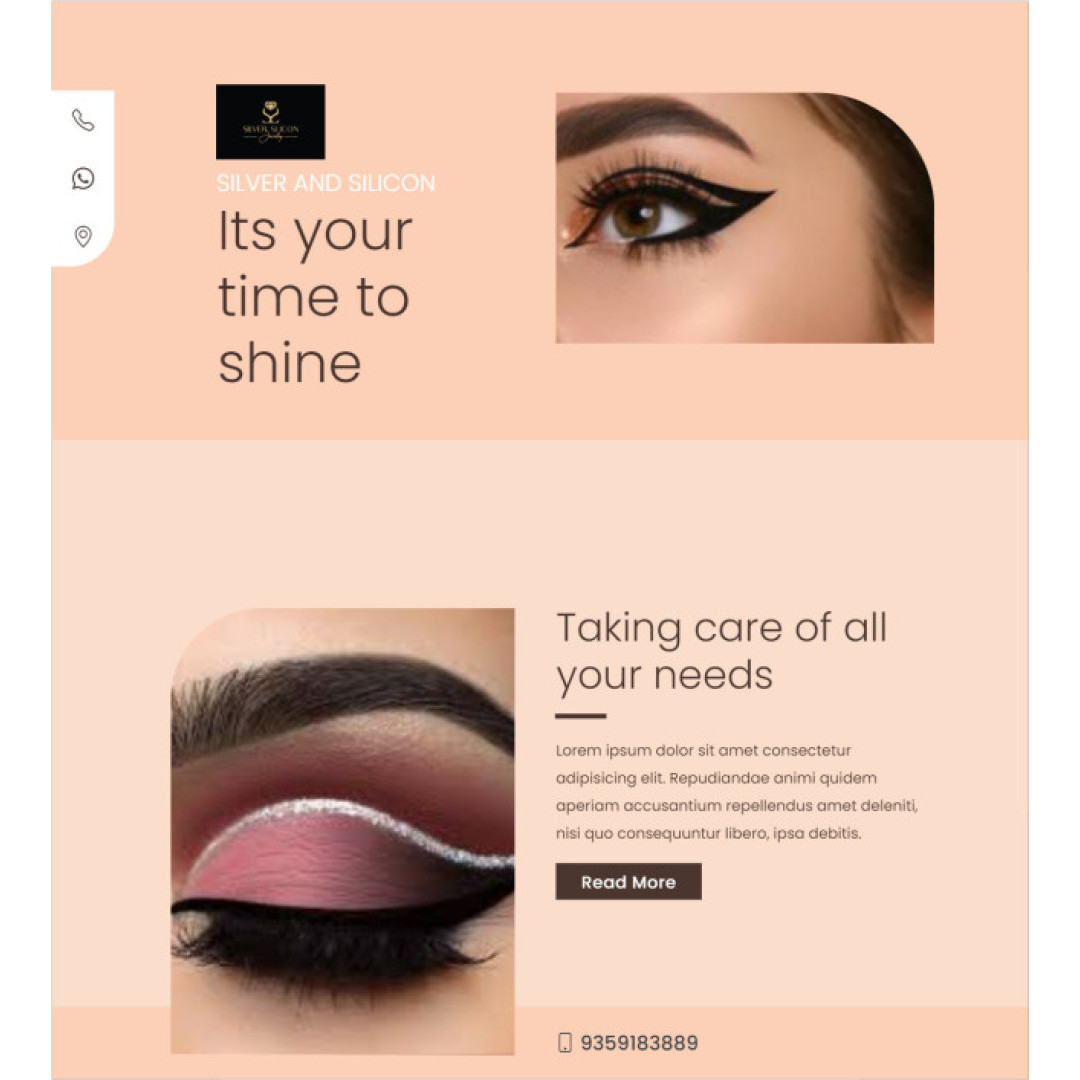 SILVER SILICON
Jewelry
SILVER AND SILICON
Its your
time to
shine
Taking care of all
your needs
Lorem ipsum dolor sit amet consectetur
adipisicing elit. Repudiandae animi quidem
aperiam accusantium repellendus amet deleniti,
nisi quo consequuntur libero, ipsa debitis.
Read More
9359183889